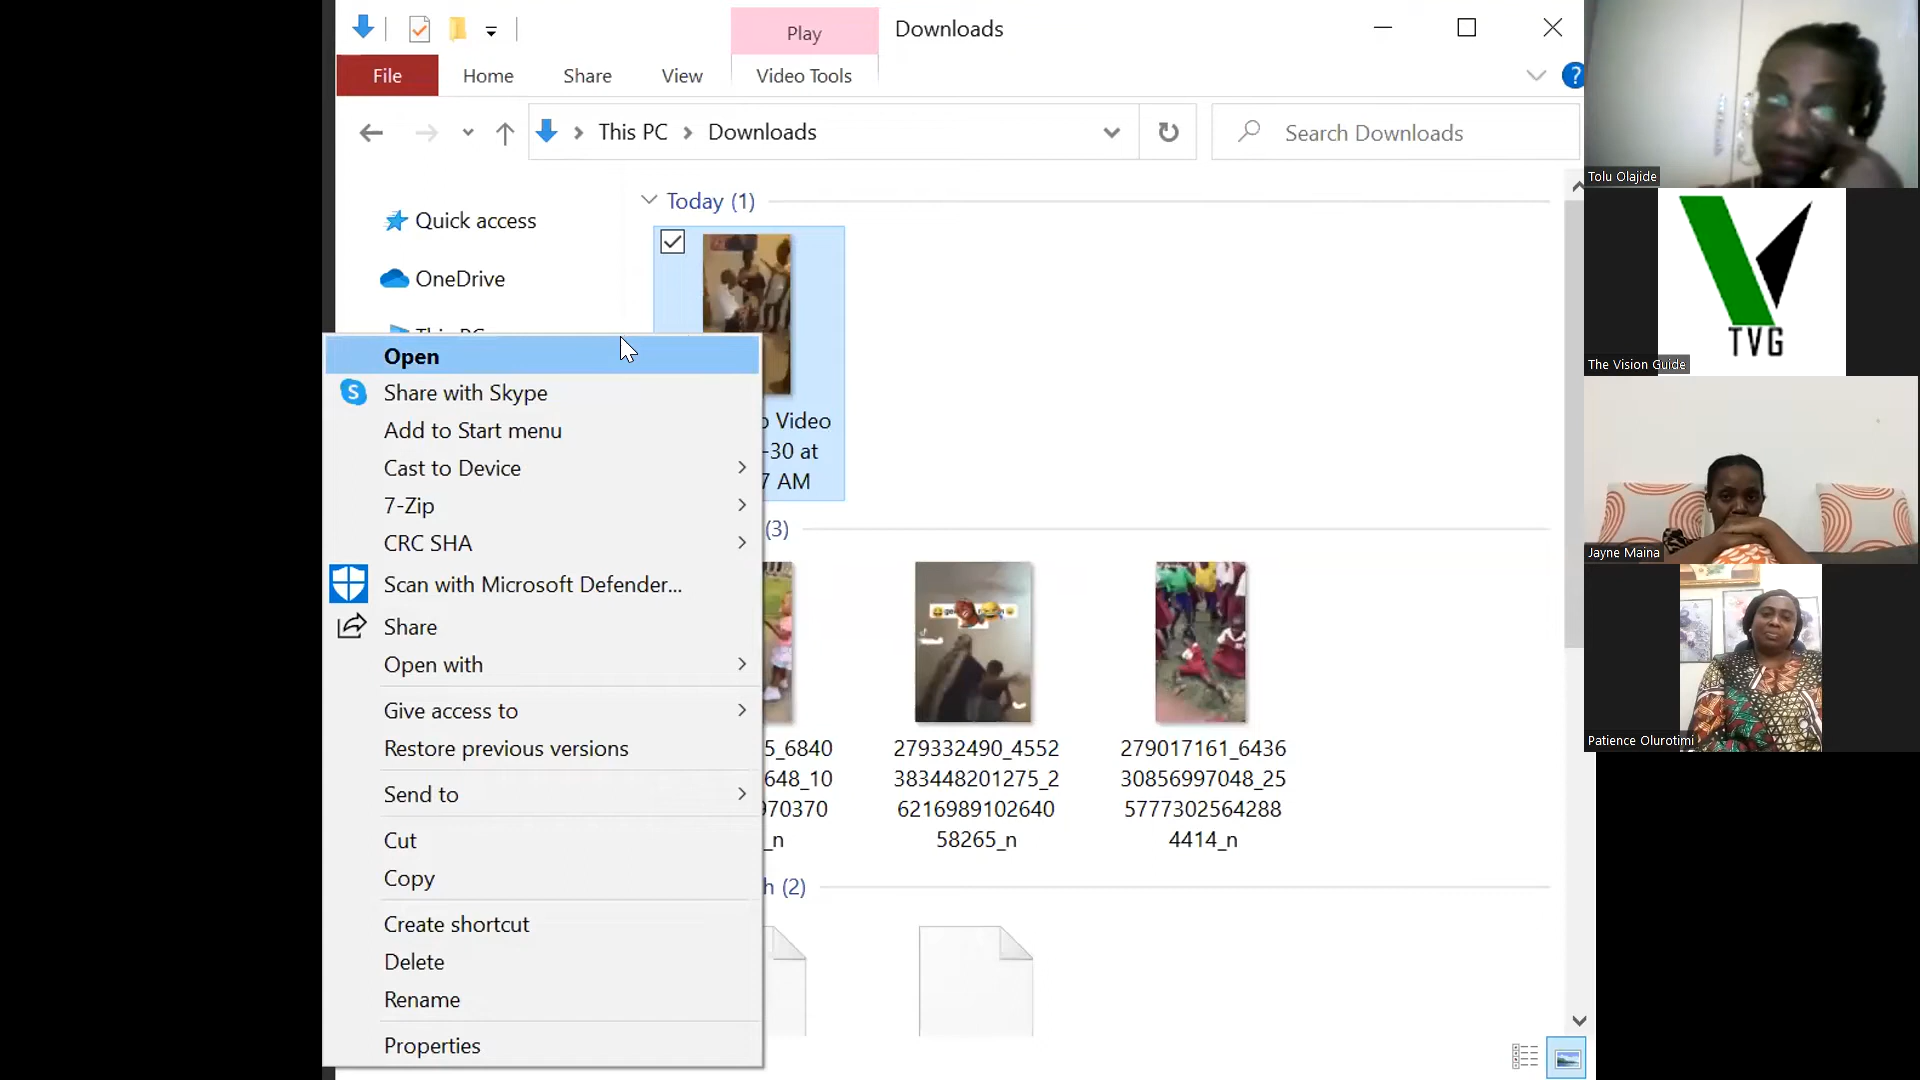 Play
Downloads
File
Home
Share
View
Video Tools
?
This PC
Downloads
Search Downloads
Quick access
OneDrive
This PC
Today (1)
Video
-30 at
7 AM
Open
Share with Skype
Add to Start menu
Cast to Device
7-Zip
CRC SHA
Scan with Microsoft Defender...
Share
Open with
Give access to
Restore previous versions
Send to
Cut
Copy
Create shortcut
Delete
Rename
Properties
(3)
5_6840
648_10
970370
_n
279332490_4552
383448201275_2
6216989102640
58265_n
279017161_6436
30856997048_25
5777302564288
4414_n
h (2)
Tolu Olajide
TVG
The Vision Guide
Jayne Maina
Patience Olurotimi